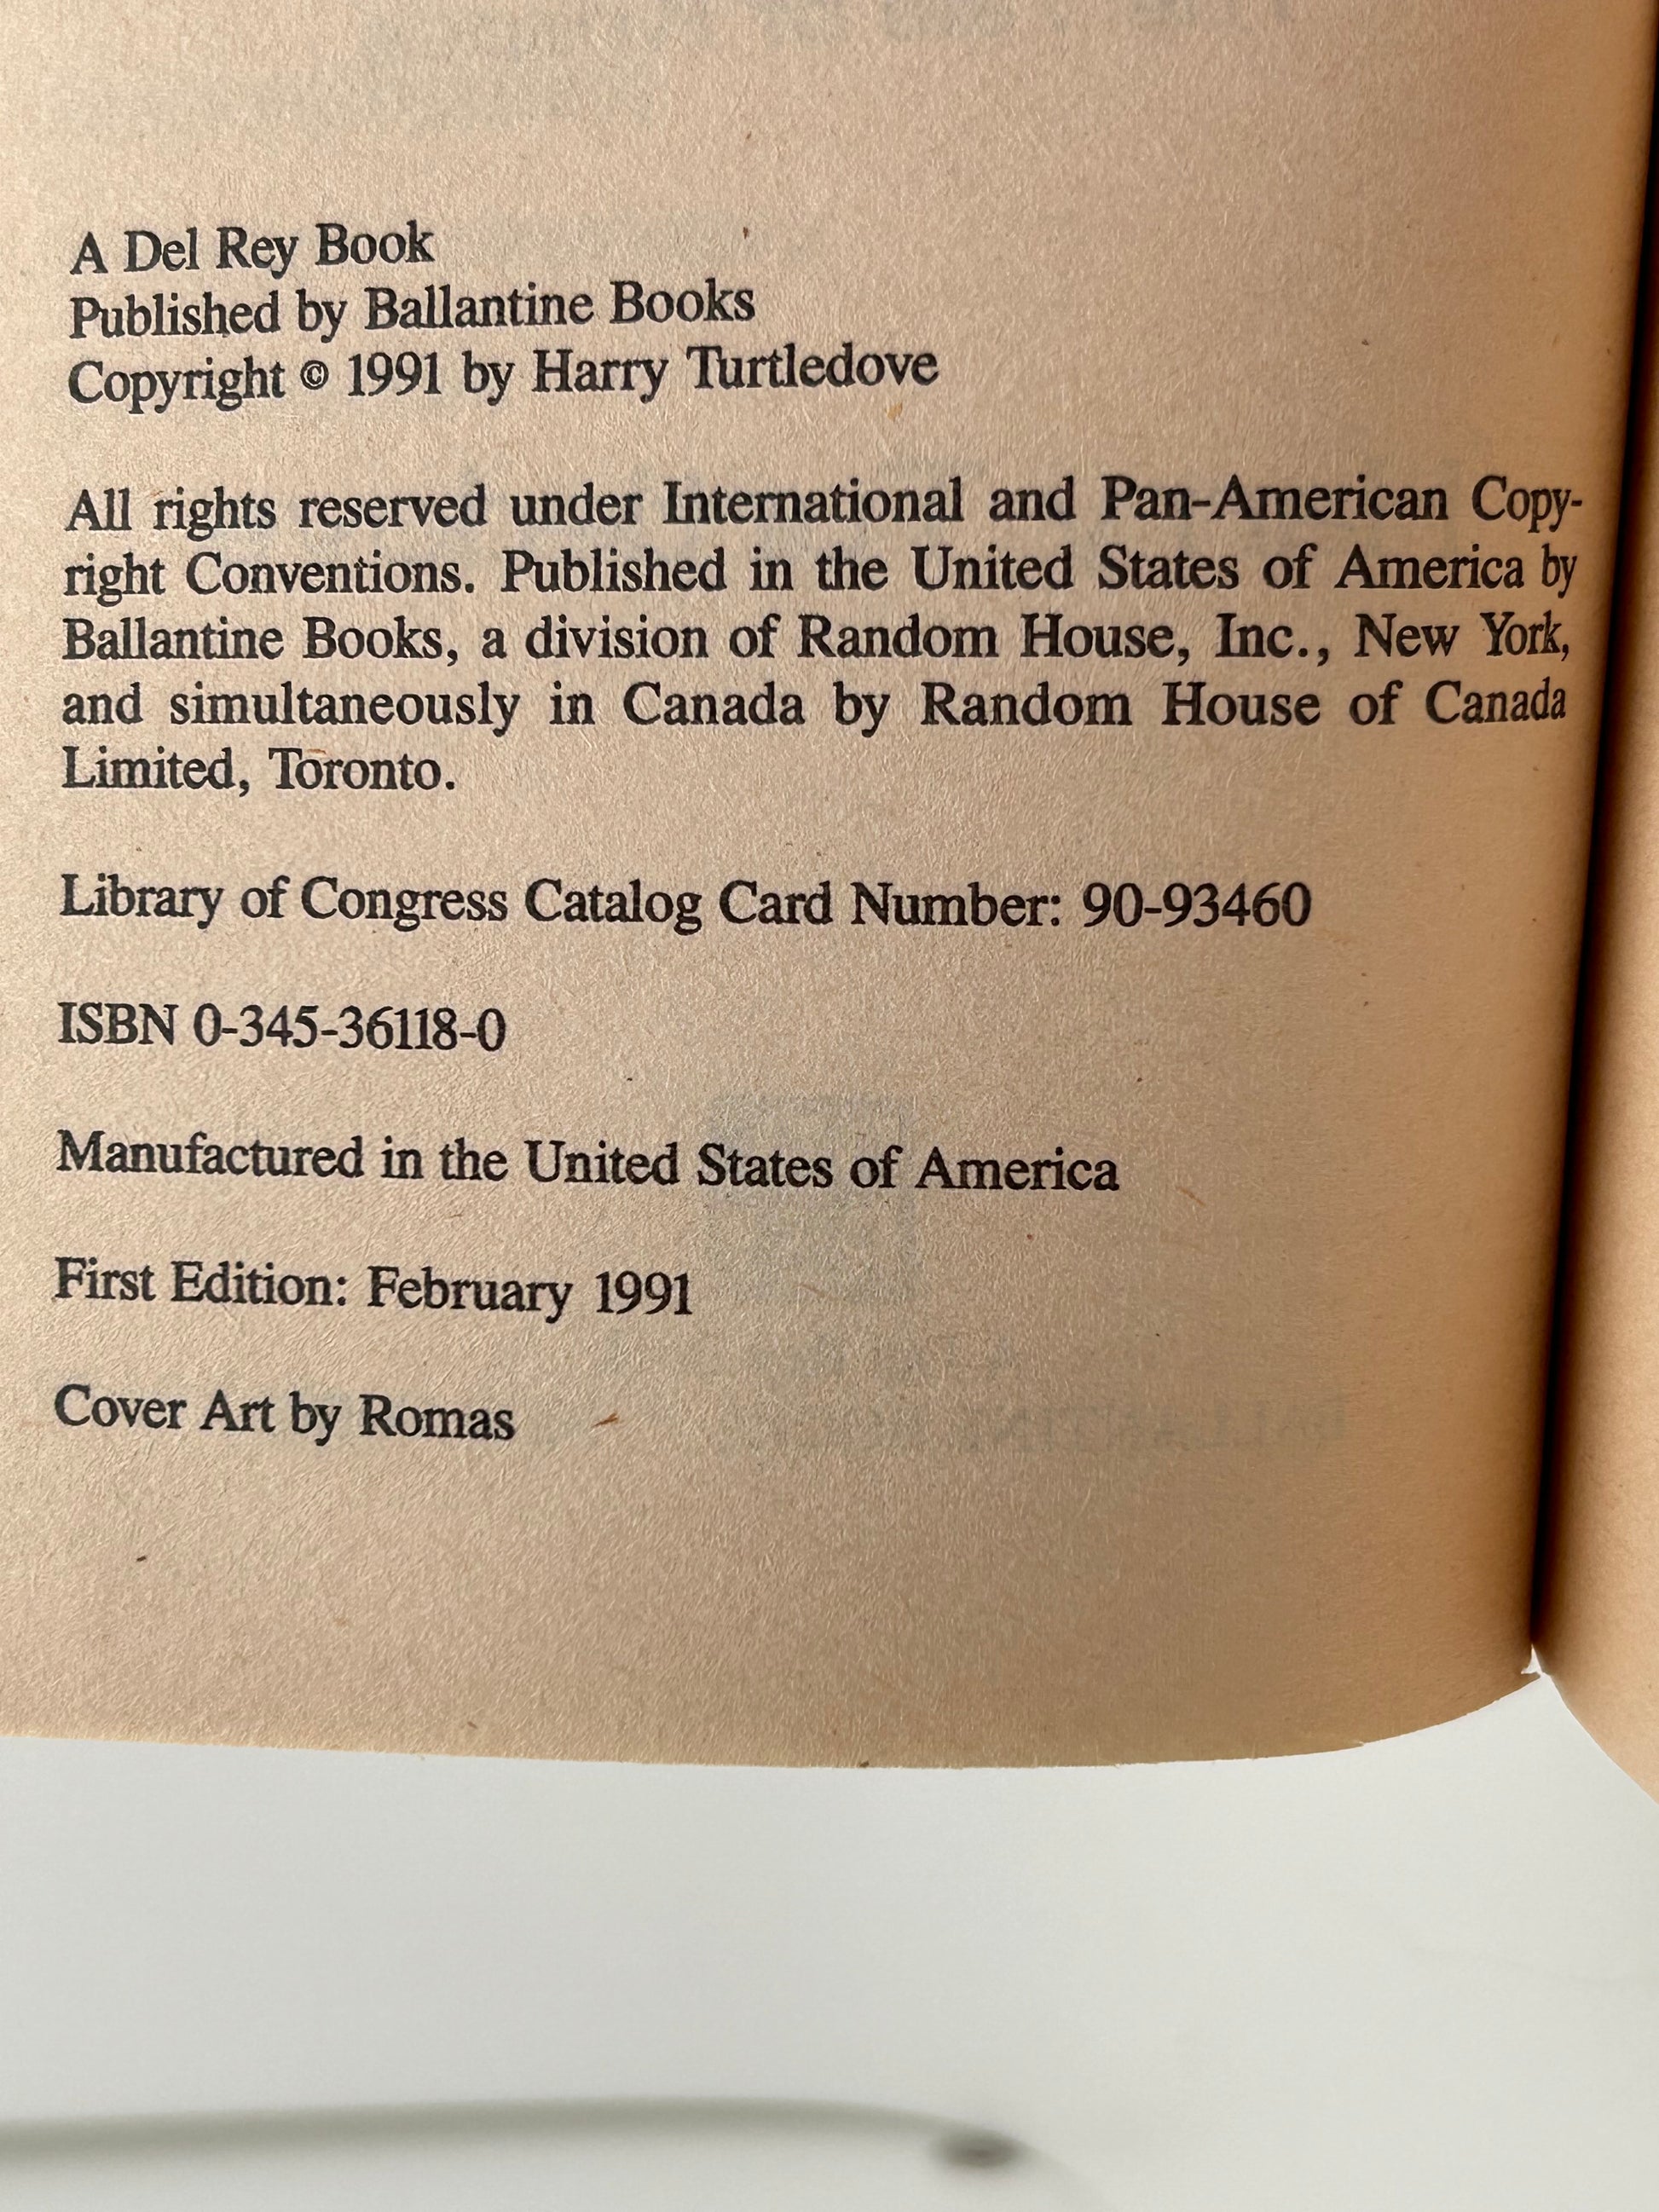 A Del Rey Book
Published by Ballantine Books
Copyright © 1991 by Harry Turtledove
All rights reserved under International and Pan-American Copy-
right Conventions. Published in the United States of America by
Ballantine Books, a division of Random House, Inc., New York,
and simultaneously in Canada by Random House of Canada
Limited, Toronto.
Library of Congress Catalog Card Number: 90-93460
ISBN 0-345-36118-0
Manufactured in the United States of America
First Edition: February 1991
Cover Art by Romas